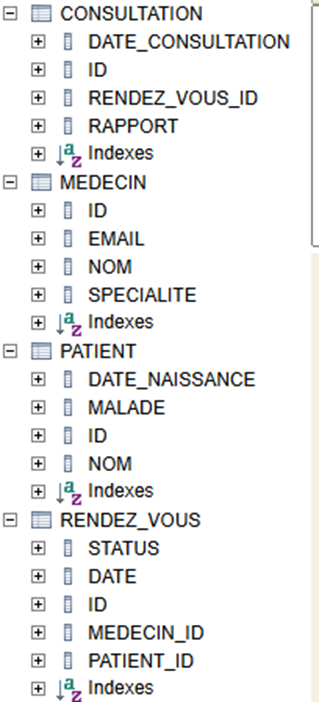 CONSULTATION
DATE_CONSULTATION
ID
RENDEZ_VOUS_ID
RAPPORT
Indexes
MEDECIN
ID
EMAIL
NOM
SPECIALITE
Indexes
PATIENT
DATE_NAISSANCE
MALADE
ID
NOM
Indexes
RENDEZ_VOUS
STATUS
DATE
ID
MEDECIN_ID
PATIENT_ID
Indexes